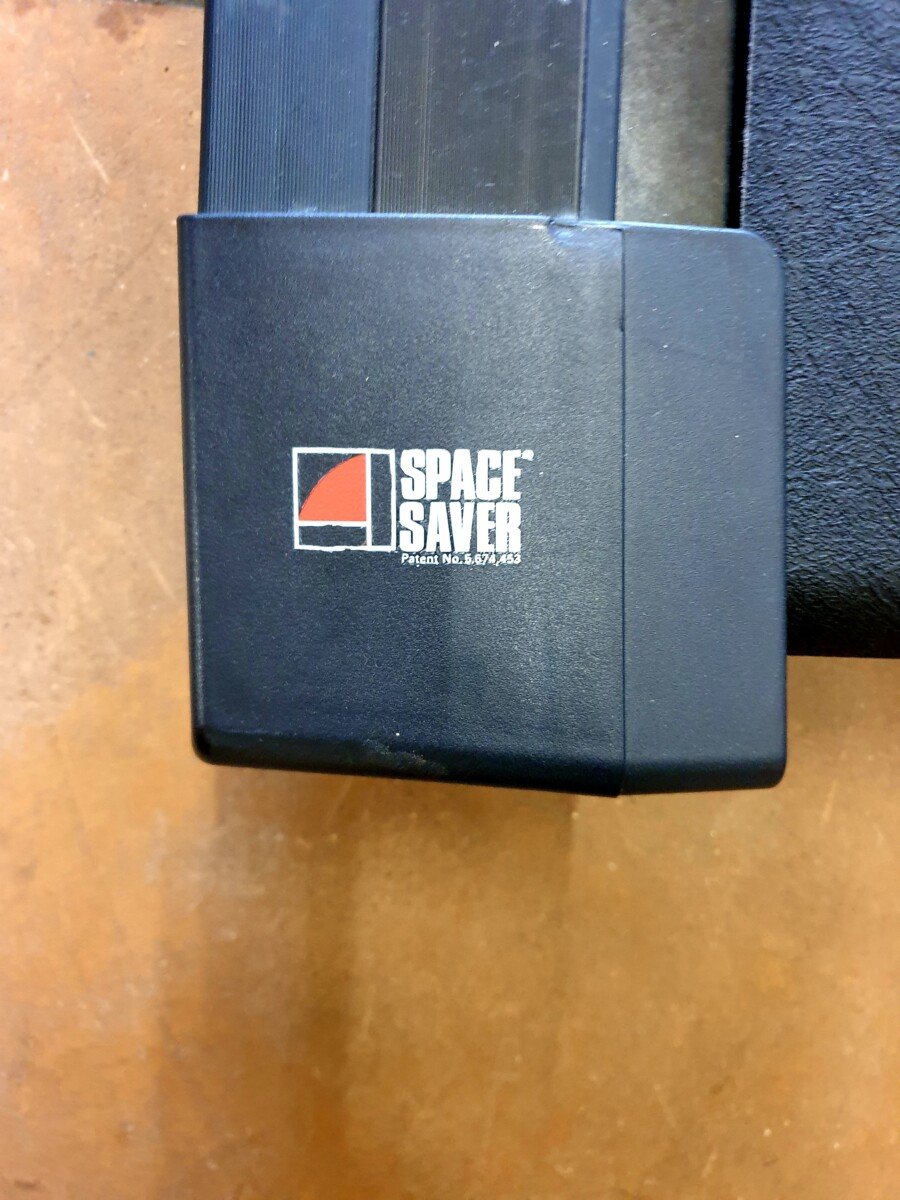 SPACE®
SAVER
Patent No. 5,674,453